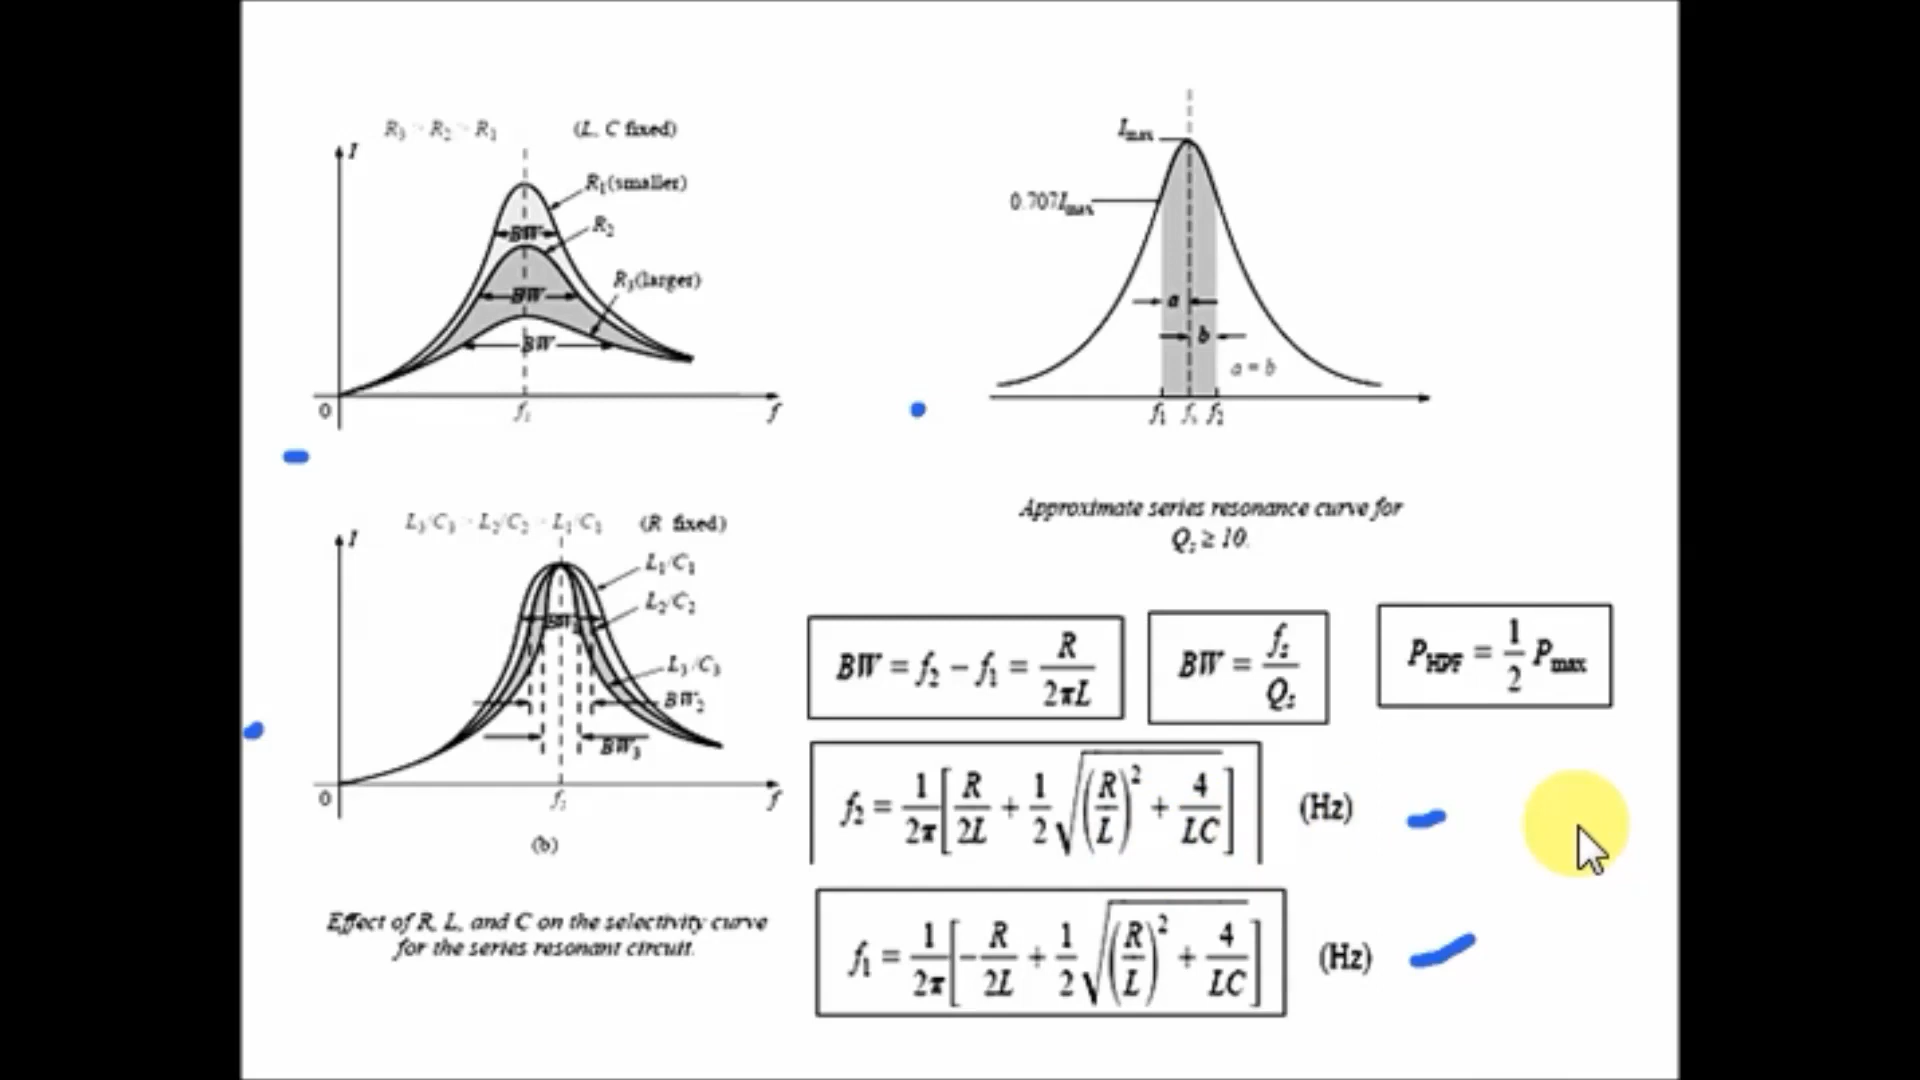 R₃ > R₂ > R₁ (L, C fixed)
I
R₁(smaller)
R₂
BW
R₃(larger)
BW
BW
0 fₛ f
Iₘₐₓ
0.707Iₘₐₓ
a
b
a = b
f₁ fₛ f₂
Approximate series resonance curve for
Qₛ ≥ 10.
L₃/C₃ > L₂/C₂ > L₁/C₁ (R fixed)
I
L₁/C₁
L₂/C₂
BW₁
L₃/C₃
BW₂
BW₃
0 fₛ f
(b)
Effect of R, L, and C on the selectivity curve
for the series resonant circuit.
BW = f₂ − f₁ = R/2πL
BW = fₛ/Qₛ
P_HPF = 1/2 Pₘₐₓ
f₂ = 1/2π [R/2L + 1/2 √((R/L)² + 4/LC)] (Hz)
f₁ = 1/2π [−R/2L + 1/2 √((R/L)² + 4/LC)] (Hz)